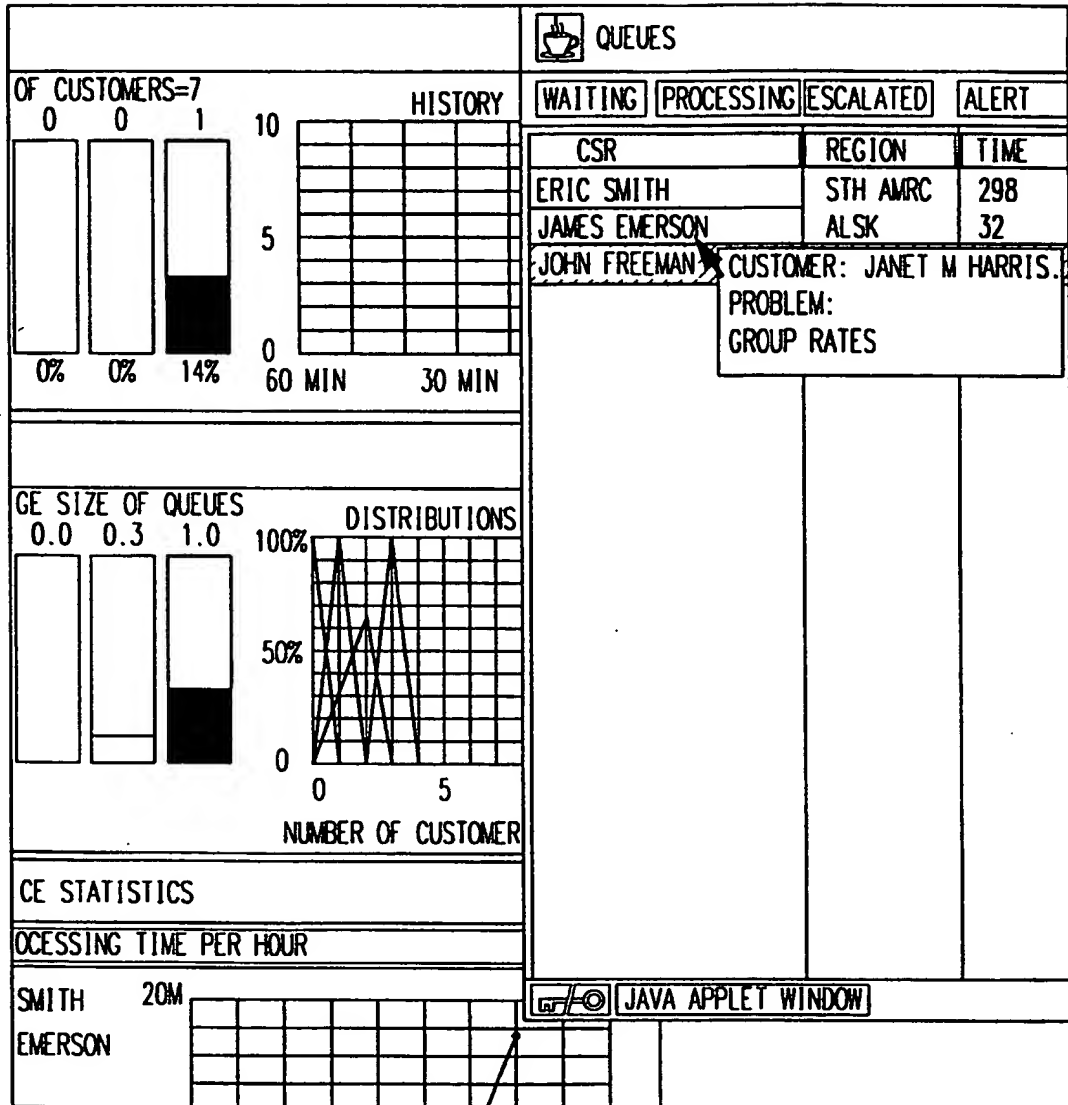 QUEUES
OF CUSTOMERS=7
0 0 1
HISTORY
10
5
0
0% 0% 14%
60 MIN 30 MIN
WAITING PROCESSING ESCALATED ALERT
CSR REGION TIME
ERIC SMITH STH AMRC 298
JAMES EMERSON ALSK 32
JOHN FREEMAN
CUSTOMER: JANET M HARRIS.
PROBLEM:
GROUP RATES
GE SIZE OF QUEUES
0.0 0.3 1.0
DISTRIBUTIONS
100%
50%
0
0 5
NUMBER OF CUSTOMER
CE STATISTICS
OCESSING TIME PER HOUR
SMITH 20M
EMERSON
JAVA APPLET WINDOW